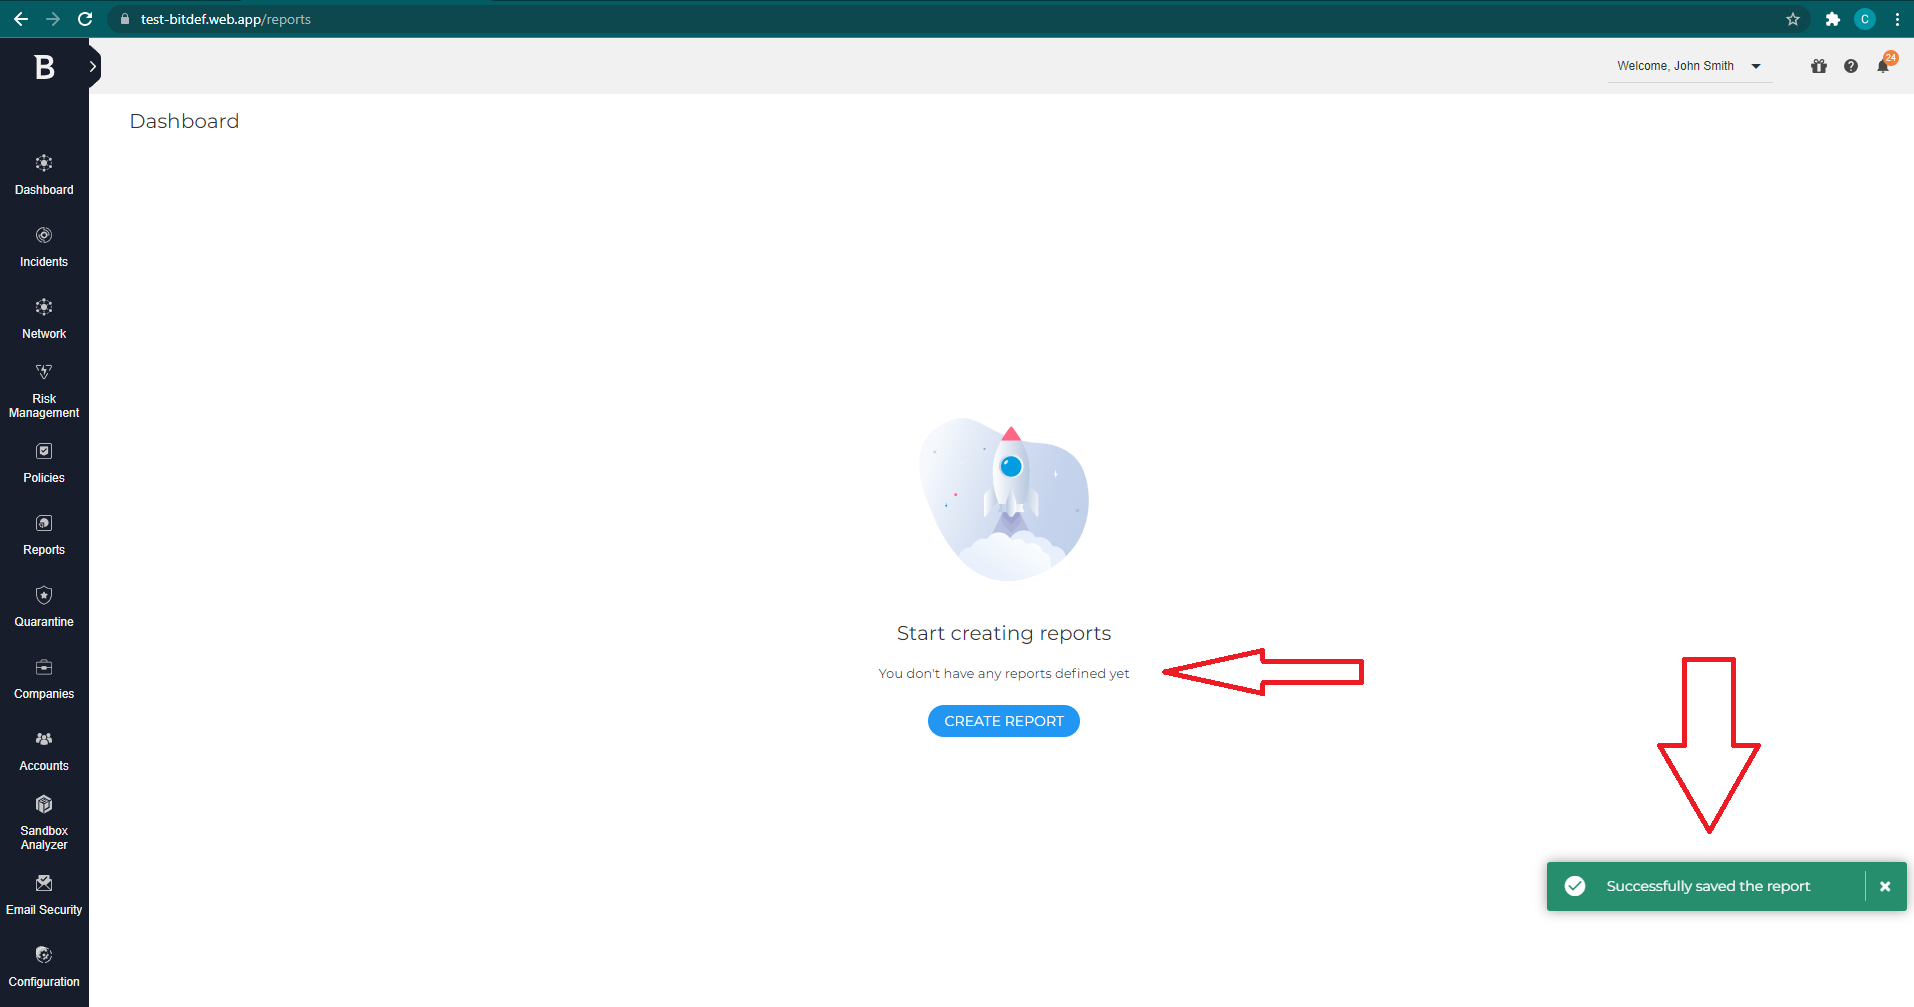 test-bitdef.web.app/reports
C
B
Welcome, John Smith
24
Dashboard
Dashboard
Incidents
Network
Risk
Management
Policies
Reports
Quarantine
Companies
Accounts
Sandbox
Analyzer
Email Security
Configuration
Start creating reports
You don't have any reports defined yet
CREATE REPORT
Successfully saved the report